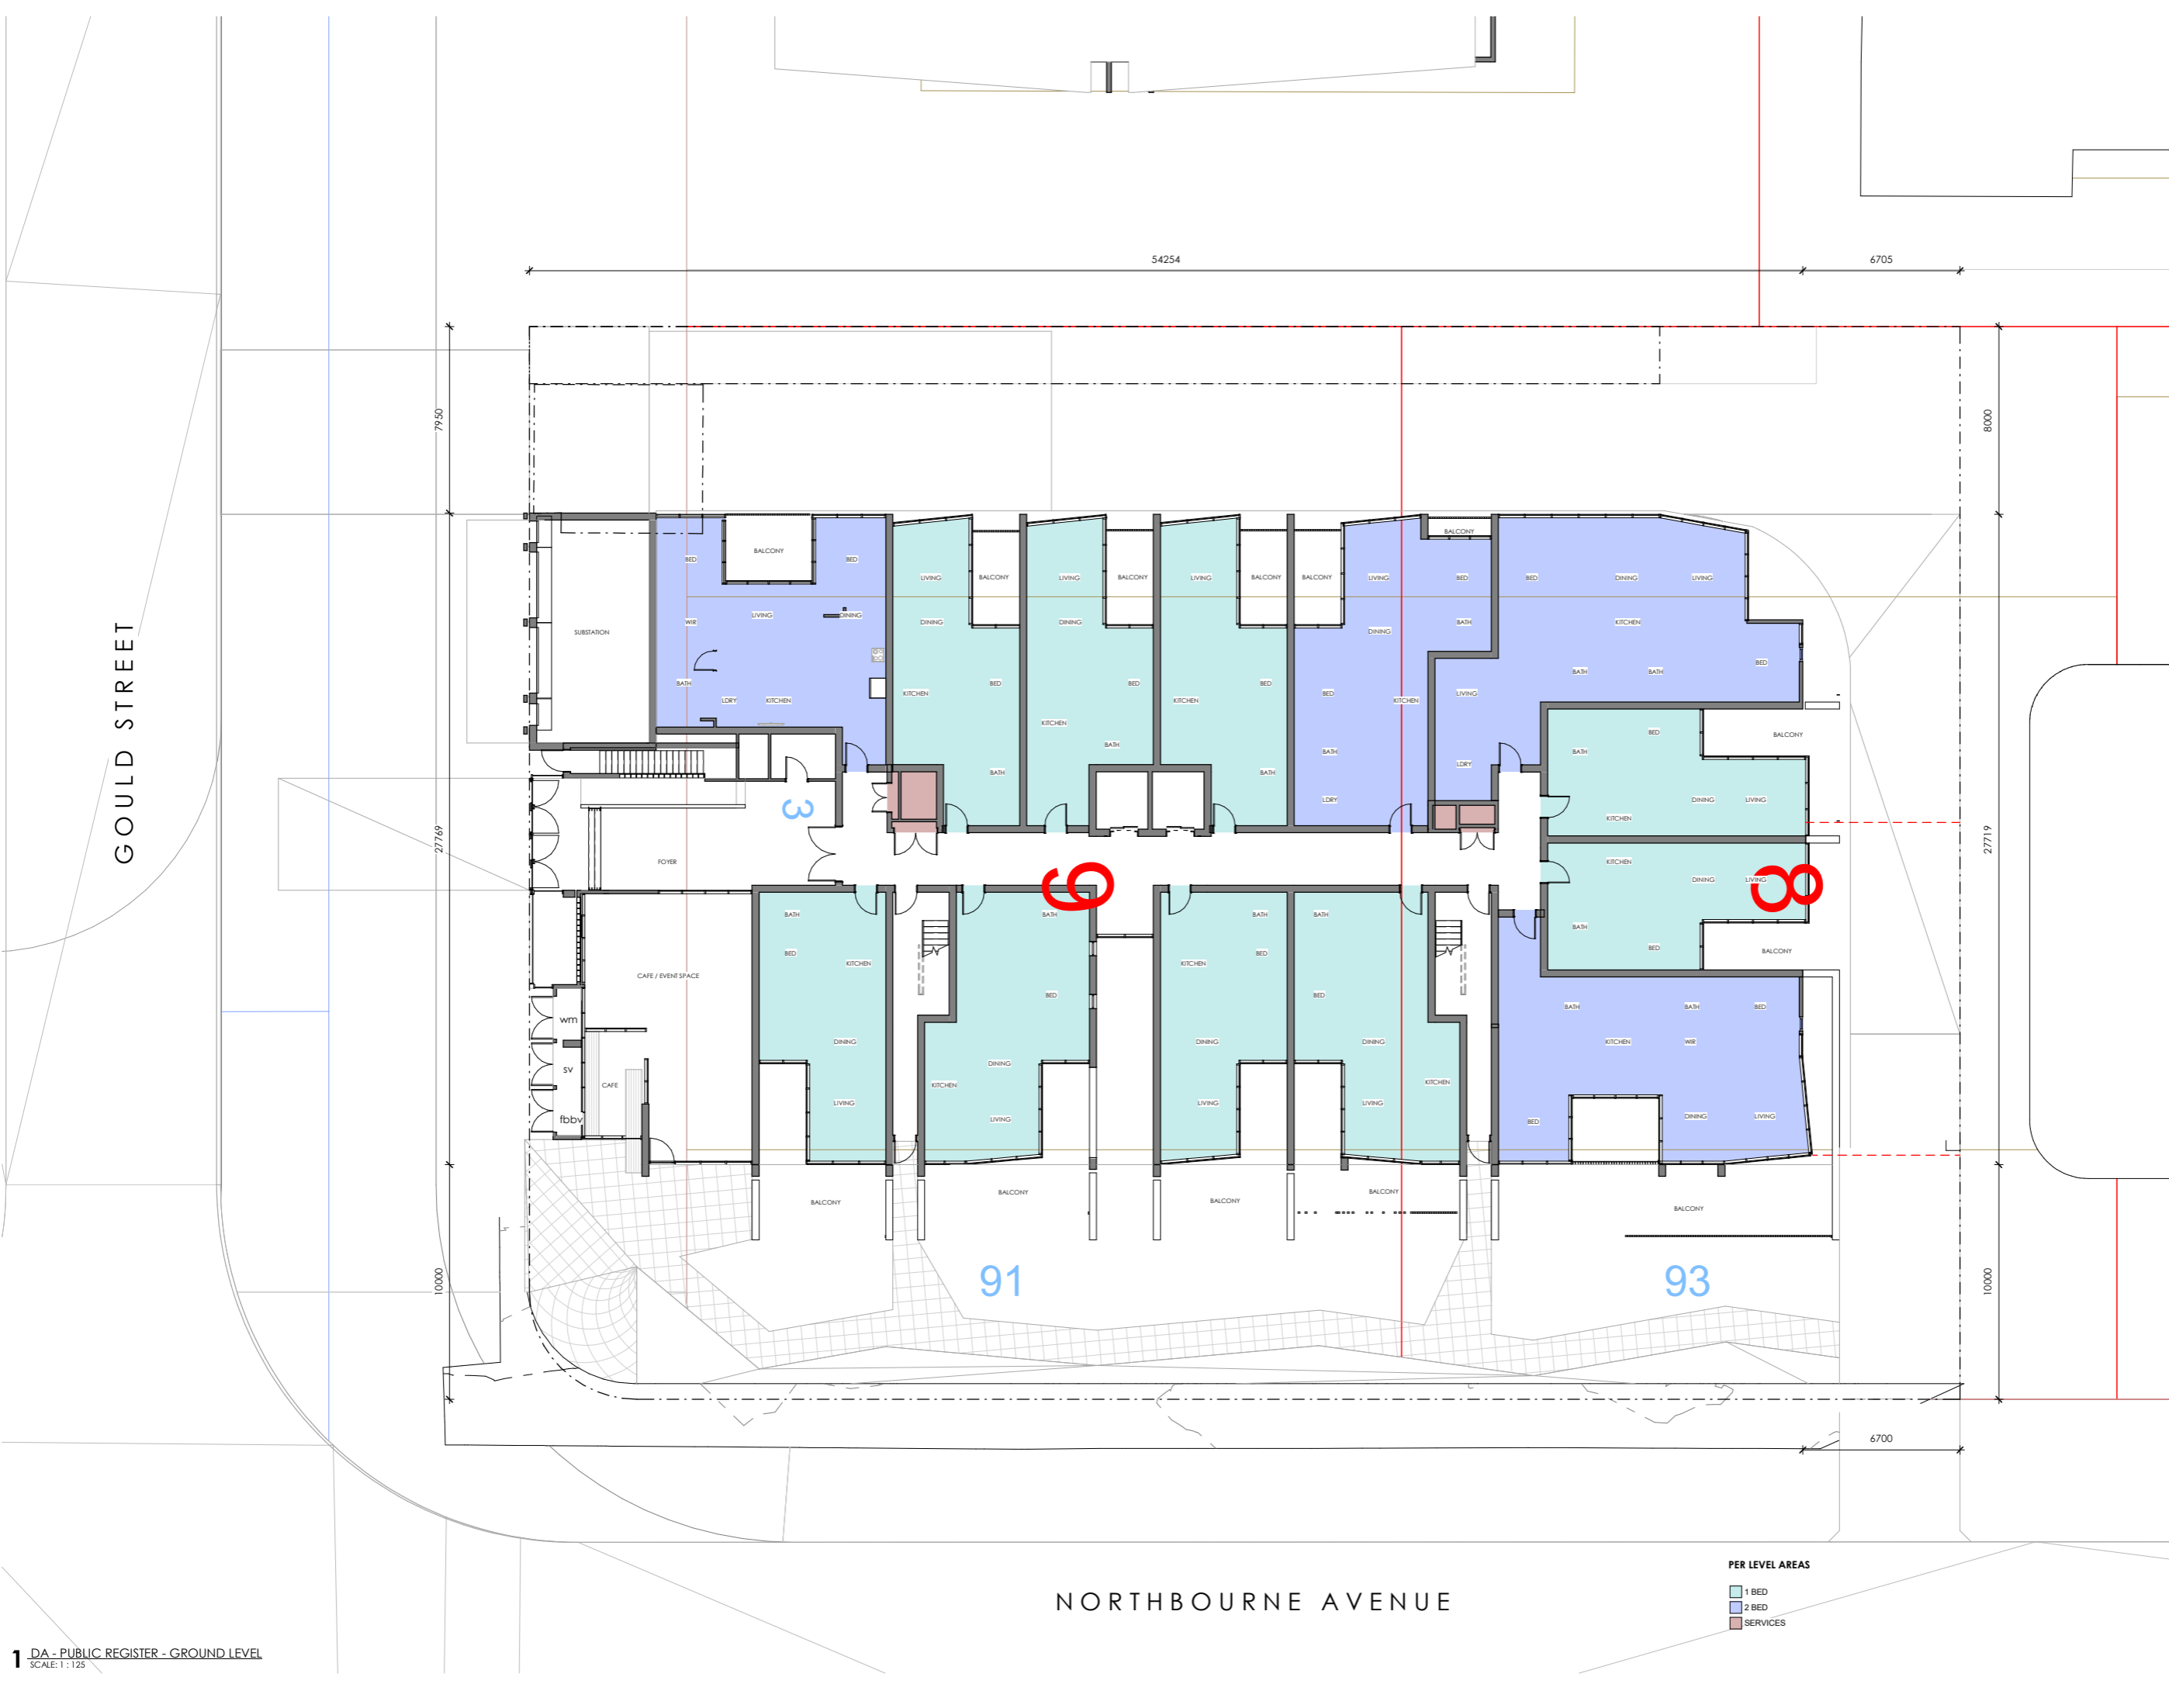 54254
6705
7950
8000
BALCONY
BALCONY
BED
BED
LIVING
BALCONY
LIVING
BALCONY
LIVING
BALCONY
BALCONY
LIVING
BED
BED
DINING
LIVING
WIR
LIVING
DINING
DINING
DINING
DINING
DINING
BATH
KITCHEN
SUBSTATION
GOULD STREET
BATH
LDRY
KITCHEN
KITCHEN
BED
KITCHEN
BED
KITCHEN
BED
BED
KITCHEN
LIVING
BATH
BATH
BED
BATH
BATH
BATH
BATH
LDRY
LDRY
BATH
BED
BALCONY
KITCHEN
DINING
LIVING
3
27769
27719
FOYER
9
8
KITCHEN
DINING
LIVING
BATH
BED
BALCONY
BATH
BED
KITCHEN
BATH
BED
KITCHEN
BATH
BED
BATH
BED
CAFE / EVENT SPACE
wm
sv
CAFE
fbbv
DINING
LIVING
DINING
KITCHEN
LIVING
DINING
LIVING
DINING
KITCHEN
LIVING
BATH
BATH
BED
KITCHEN
WIR
BED
DINING
LIVING
BALCONY
BALCONY
BALCONY
BALCONY
BALCONY
10000
91
93
10000
6700
NORTHBOURNE AVENUE
PER LEVEL AREAS
1 BED
2 BED
SERVICES
1 DA - PUBLIC REGISTER - GROUND LEVEL
SCALE: 1 : 125